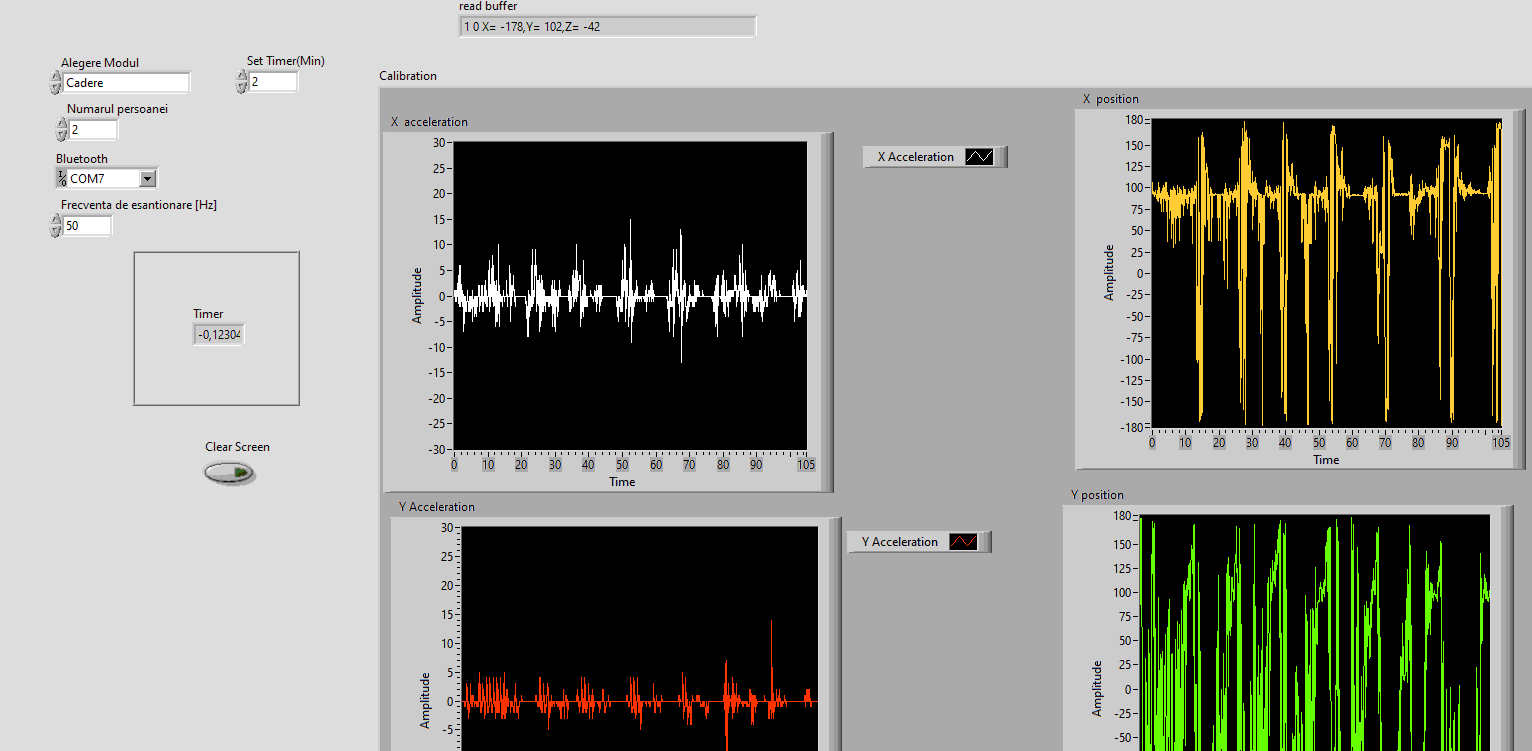 read buffer
1 0 X= -178,Y= 102,Z= -42
Alegere Modul
Cadere
Set Timer(Min)
2
Numarul persoanei
2
Bluetooth
COM7
Frecventa de esantionare [Hz]
50
Timer
-0,12304
Clear Screen
Calibration
X acceleration
30
25
20
15
10
5
0
-5
-10
-15
-20
-25
-30
Amplitude
0 10 20 30 40 50 60 70 80 90 105
Time
X Acceleration
X position
180
150
125
100
75
50
25
0
-25
-50
-75
-100
-125
-150
-180
Amplitude
0 10 20 30 40 50 60 70 80 90 105
Time
Y Acceleration
30
25
20
15
10
5
0
-5
Amplitude
Y Acceleration
Y position
180
150
125
100
75
50
25
0
-25
-50
Amplitude